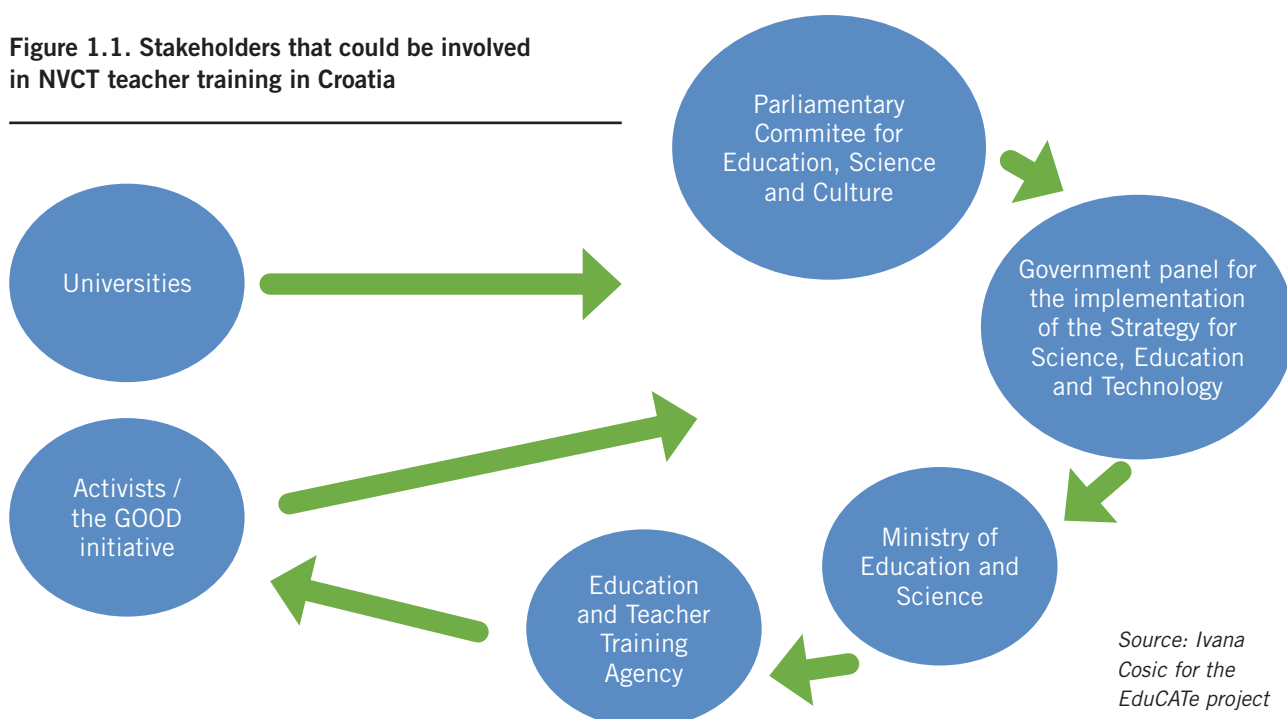 Figure 1.1. Stakeholders that could be involved
in NVCT teacher training in Croatia
Parliamentary
Commitee for
Education, Science
and Culture
Universities
Government panel for
the implementation
of the Strategy for
Science, Education
and Technology
Activists /
the GOOD
initiative
Ministry of
Education and
Science
Education
and Teacher
Training
Agency
Source: Ivana
Cosic for the
EduCATe project